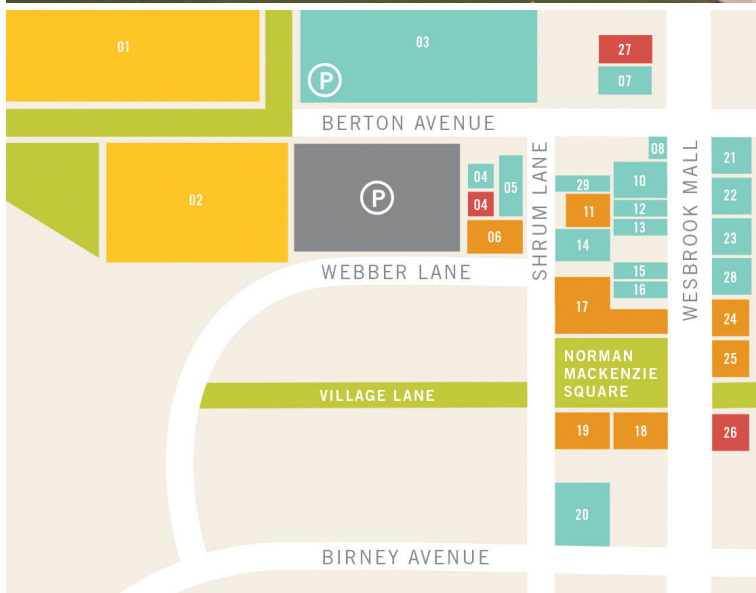 01
03
27
P
07
BERTON AVENUE
08
21
04
05
29
10
22
02
P
04
11
12
13
06
14
23
SHRUM LANE
WESBROOK MALL
WEBBER LANE
15
28
16
17
24
NORMAN
MACKENZIE
SQUARE
25
VILLAGE LANE
19
18
26
20
BIRNEY AVENUE